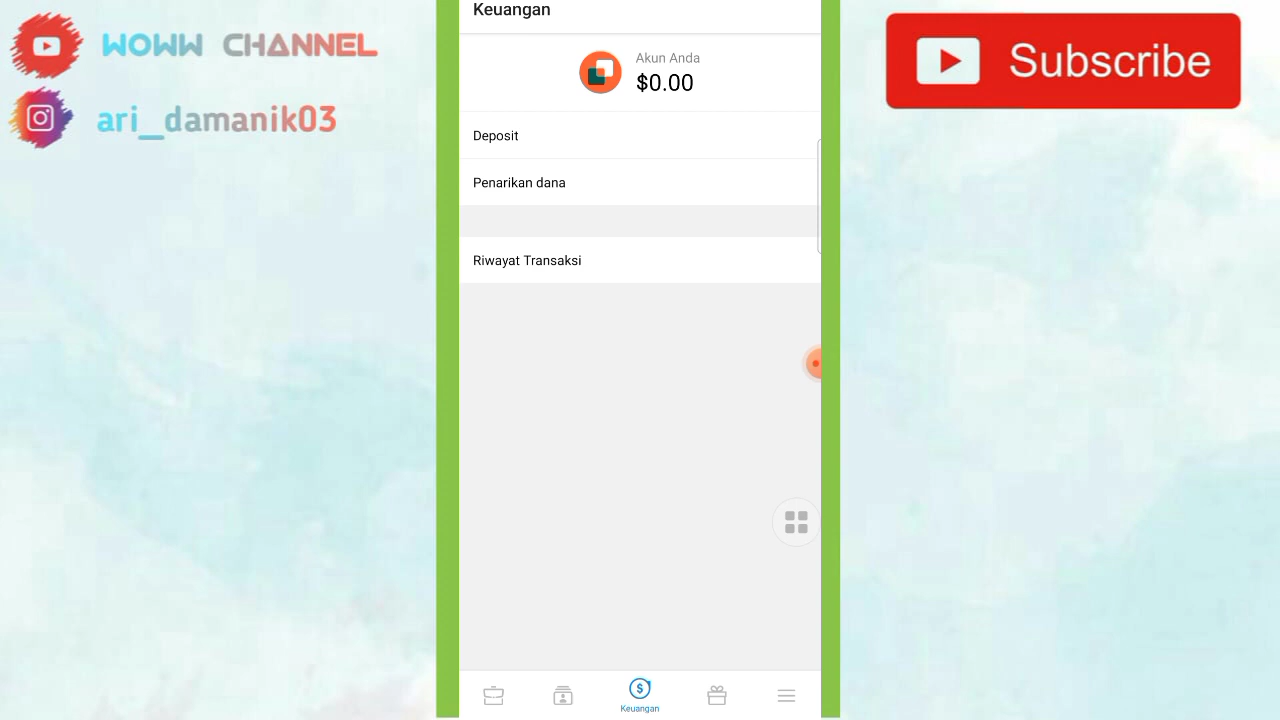 WOWW CHANNEL
ari_damanik03
Keuangan
Akun Anda
$0.00
Deposit
Penarikan dana
Riwayat Transaksi
Keuangan
Subscribe